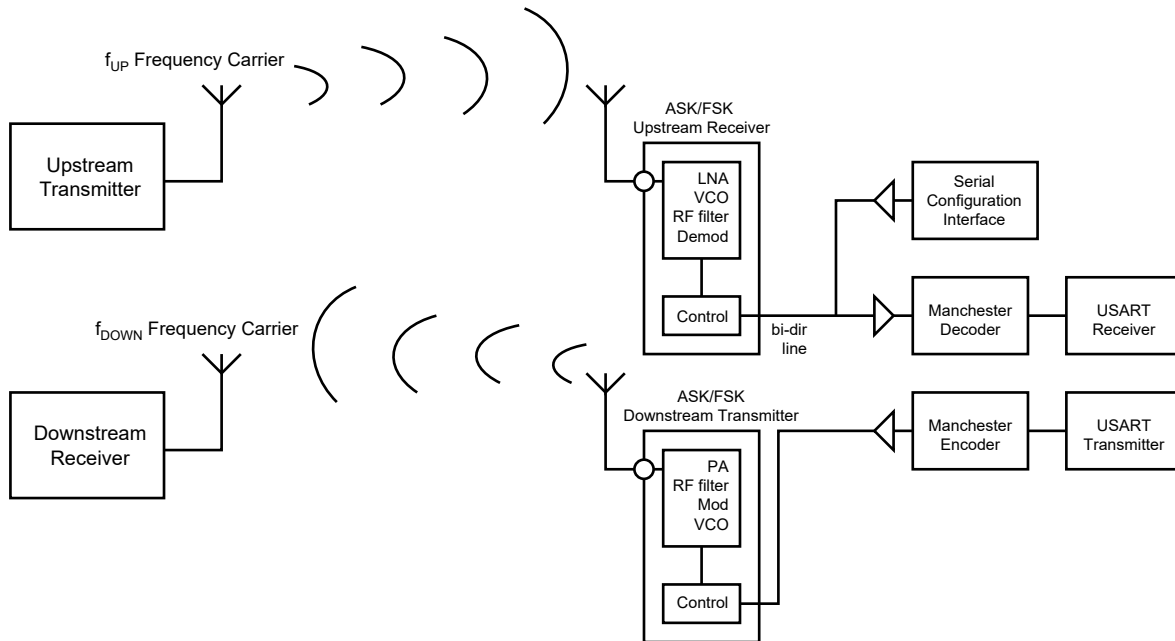 fUP Frequency Carrier
Upstream
Transmitter
ASK/FSK
Upstream Receiver
LNA
VCO
RF filter
Demod
Control
bi-dir
line
Serial
Configuration
Interface
Manchester
Decoder
USART
Receiver
fDOWN Frequency Carrier
Downstream
Receiver
ASK/FSK
Downstream Transmitter
PA
RF filter
Mod
VCO
Control
Manchester
Encoder
USART
Transmitter